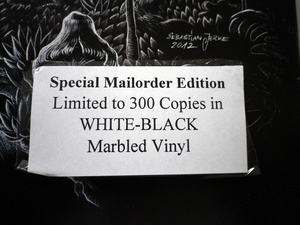 SEBASTIAN JERKE
2012
Special Mailorder Edition
Limited to 300 Copies in
WHITE-BLACK
Marbled Vinyl